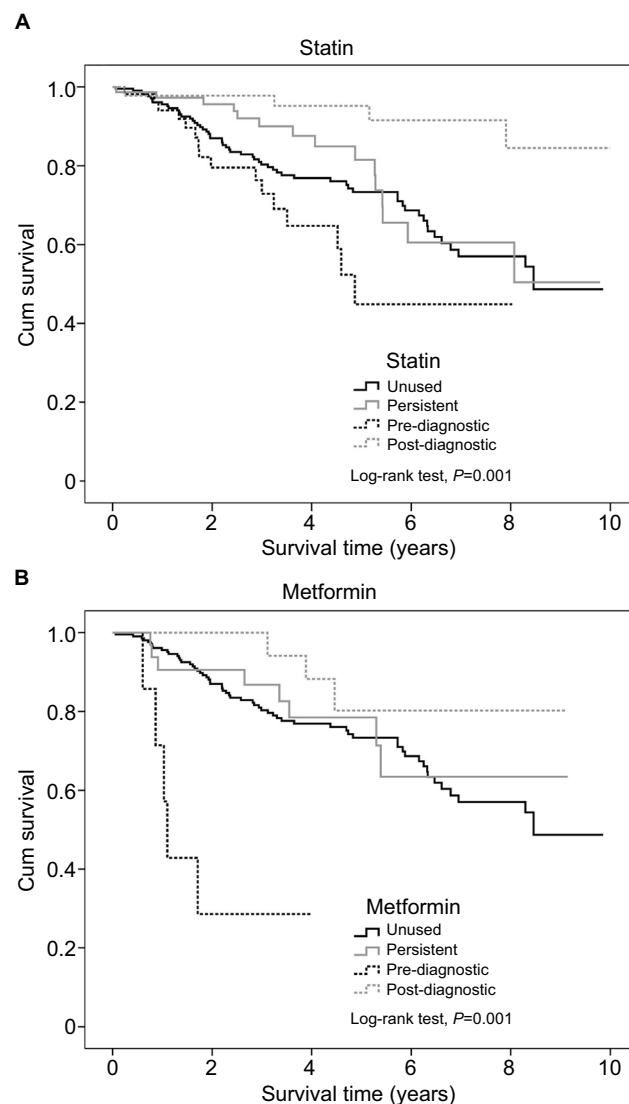 A
Statin
1.0
0.8
0.6
0.4
0.2
0
Cum survival
Statin
Unused
Persistent
Pre-diagnostic
Post-diagnostic
Log-rank test, P=0.001
0 2 4 6 8 10
Survival time (years)
B
Metformin
1.0
0.8
0.6
0.4
0.2
0
Cum survival
Metformin
Unused
Persistent
Pre-diagnostic
Post-diagnostic
Log-rank test, P=0.001
0 2 4 6 8 10
Survival time (years)